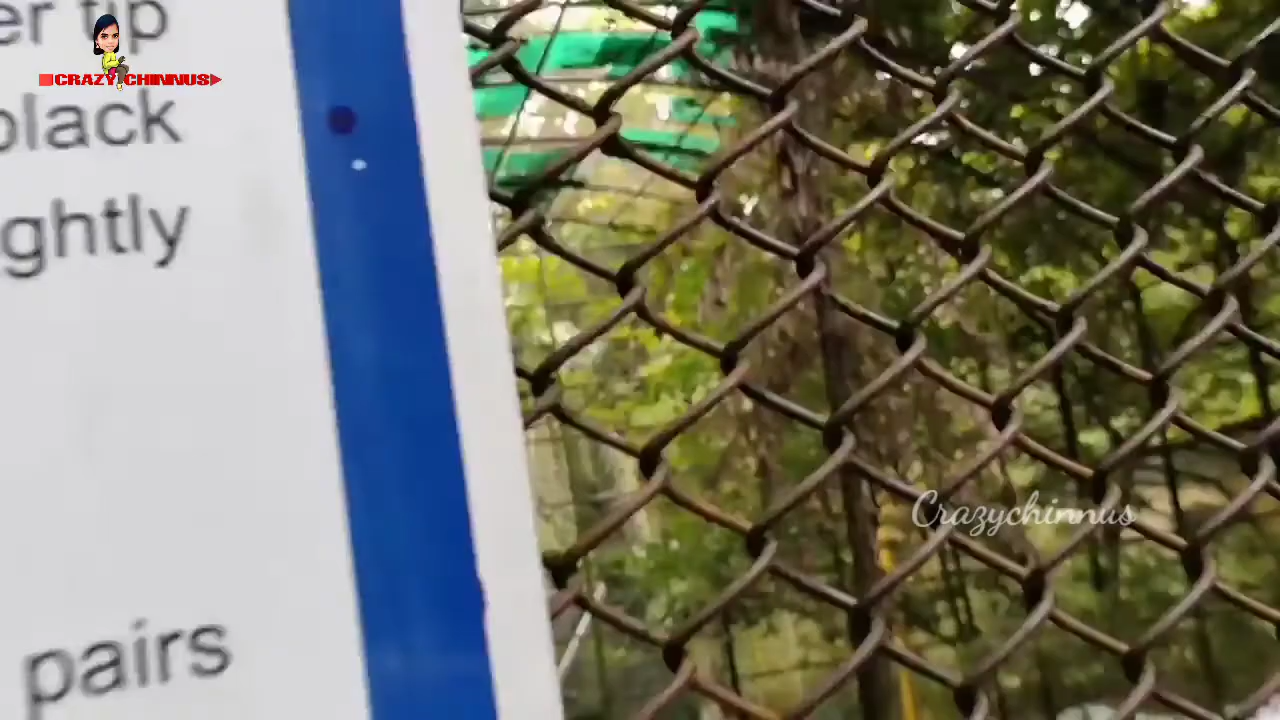 er tip
CRAZY CHINNUS
black
ghtly
pairs
Crazychinnus